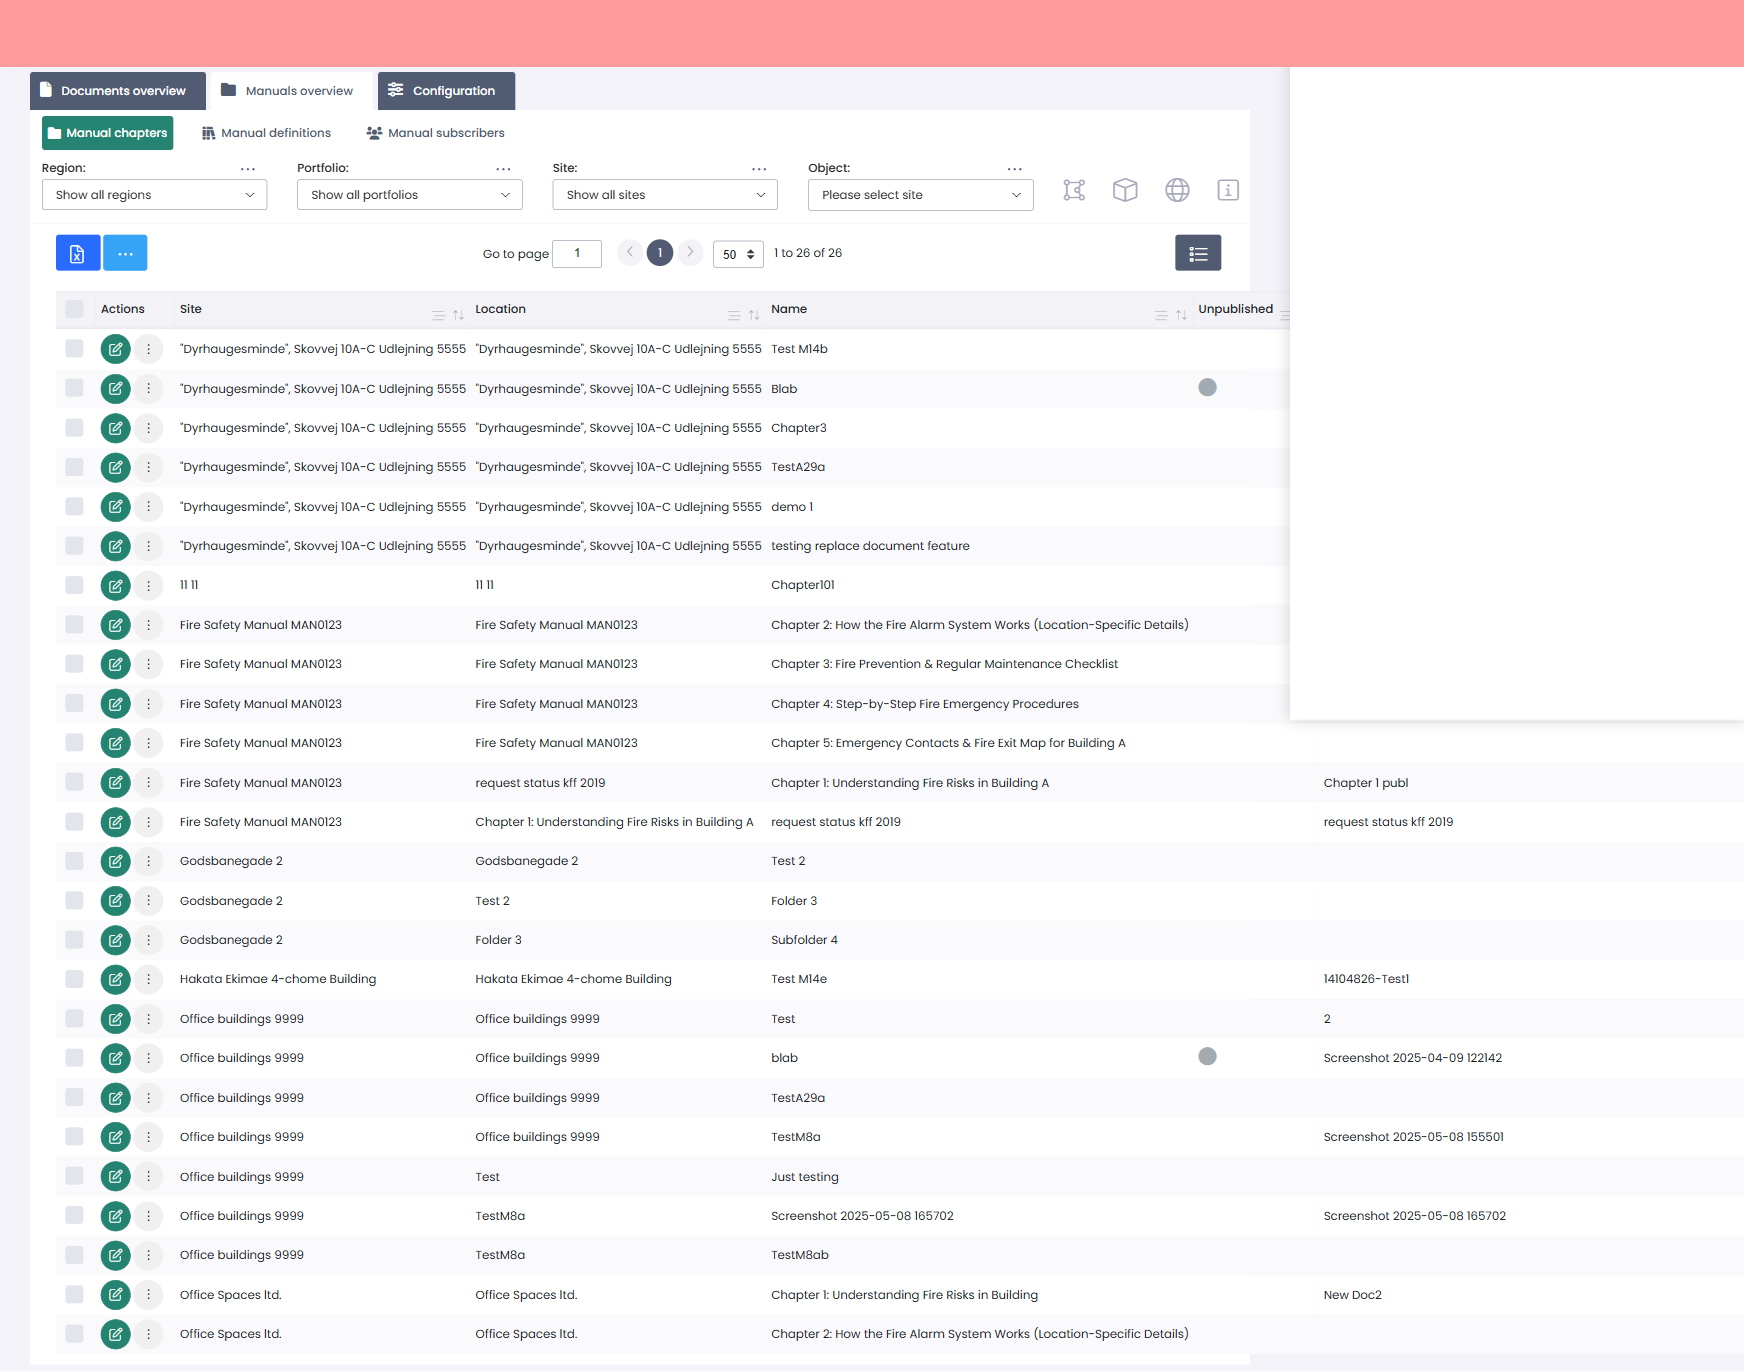 Documents overview Manuals overview Configuration
Manual chapters Manual definitions Manual subscribers
Region: ... Portfolio: ... Site: ... Object: ...
Show all regions Show all portfolios Show all sites Please select site
... Go to page 1 1 50 1 to 26 of 26
Actions Site Location Name Unpublished
"Dyrhaugesminde", Skovvej 10A-C Udlejning 5555 "Dyrhaugesminde", Skovvej 10A-C Udlejning 5555 Test M14b
"Dyrhaugesminde", Skovvej 10A-C Udlejning 5555 "Dyrhaugesminde", Skovvej 10A-C Udlejning 5555 Blab
"Dyrhaugesminde", Skovvej 10A-C Udlejning 5555 "Dyrhaugesminde", Skovvej 10A-C Udlejning 5555 Chapter3
"Dyrhaugesminde", Skovvej 10A-C Udlejning 5555 "Dyrhaugesminde", Skovvej 10A-C Udlejning 5555 TestA29a
"Dyrhaugesminde", Skovvej 10A-C Udlejning 5555 "Dyrhaugesminde", Skovvej 10A-C Udlejning 5555 demo 1
"Dyrhaugesminde", Skovvej 10A-C Udlejning 5555 "Dyrhaugesminde", Skovvej 10A-C Udlejning 5555 testing replace document feature
11 11 11 11 Chapter101
Fire Safety Manual MAN0123 Fire Safety Manual MAN0123 Chapter 2: How the Fire Alarm System Works (Location-Specific Details)
Fire Safety Manual MAN0123 Fire Safety Manual MAN0123 Chapter 3: Fire Prevention & Regular Maintenance Checklist
Fire Safety Manual MAN0123 Fire Safety Manual MAN0123 Chapter 4: Step-by-Step Fire Emergency Procedures
Fire Safety Manual MAN0123 Fire Safety Manual MAN0123 Chapter 5: Emergency Contacts & Fire Exit Map for Building A
Fire Safety Manual MAN0123 request status kff 2019 Chapter 1: Understanding Fire Risks in Building A Chapter 1 publ
Fire Safety Manual MAN0123 Chapter 1: Understanding Fire Risks in Building A request status kff 2019 request status kff 2019
Godsbanegade 2 Godsbanegade 2 Test 2
Godsbanegade 2 Test 2 Folder 3
Godsbanegade 2 Folder 3 Subfolder 4
Hakata Ekimae 4-chome Building Hakata Ekimae 4-chome Building Test M14e 14104826-Test1
Office buildings 9999 Office buildings 9999 Test 2
Office buildings 9999 Office buildings 9999 blab Screenshot 2025-04-09 122142
Office buildings 9999 Office buildings 9999 TestA29a
Office buildings 9999 Office buildings 9999 TestM8a Screenshot 2025-05-08 155501
Office buildings 9999 Test Just testing
Office buildings 9999 TestM8a Screenshot 2025-05-08 165702 Screenshot 2025-05-08 165702
Office buildings 9999 TestM8a TestM8ab
Office Spaces ltd. Office Spaces ltd. Chapter 1: Understanding Fire Risks in Building New Doc2
Office Spaces ltd. Office Spaces ltd. Chapter 2: How the Fire Alarm System Works (Location-Specific Details)